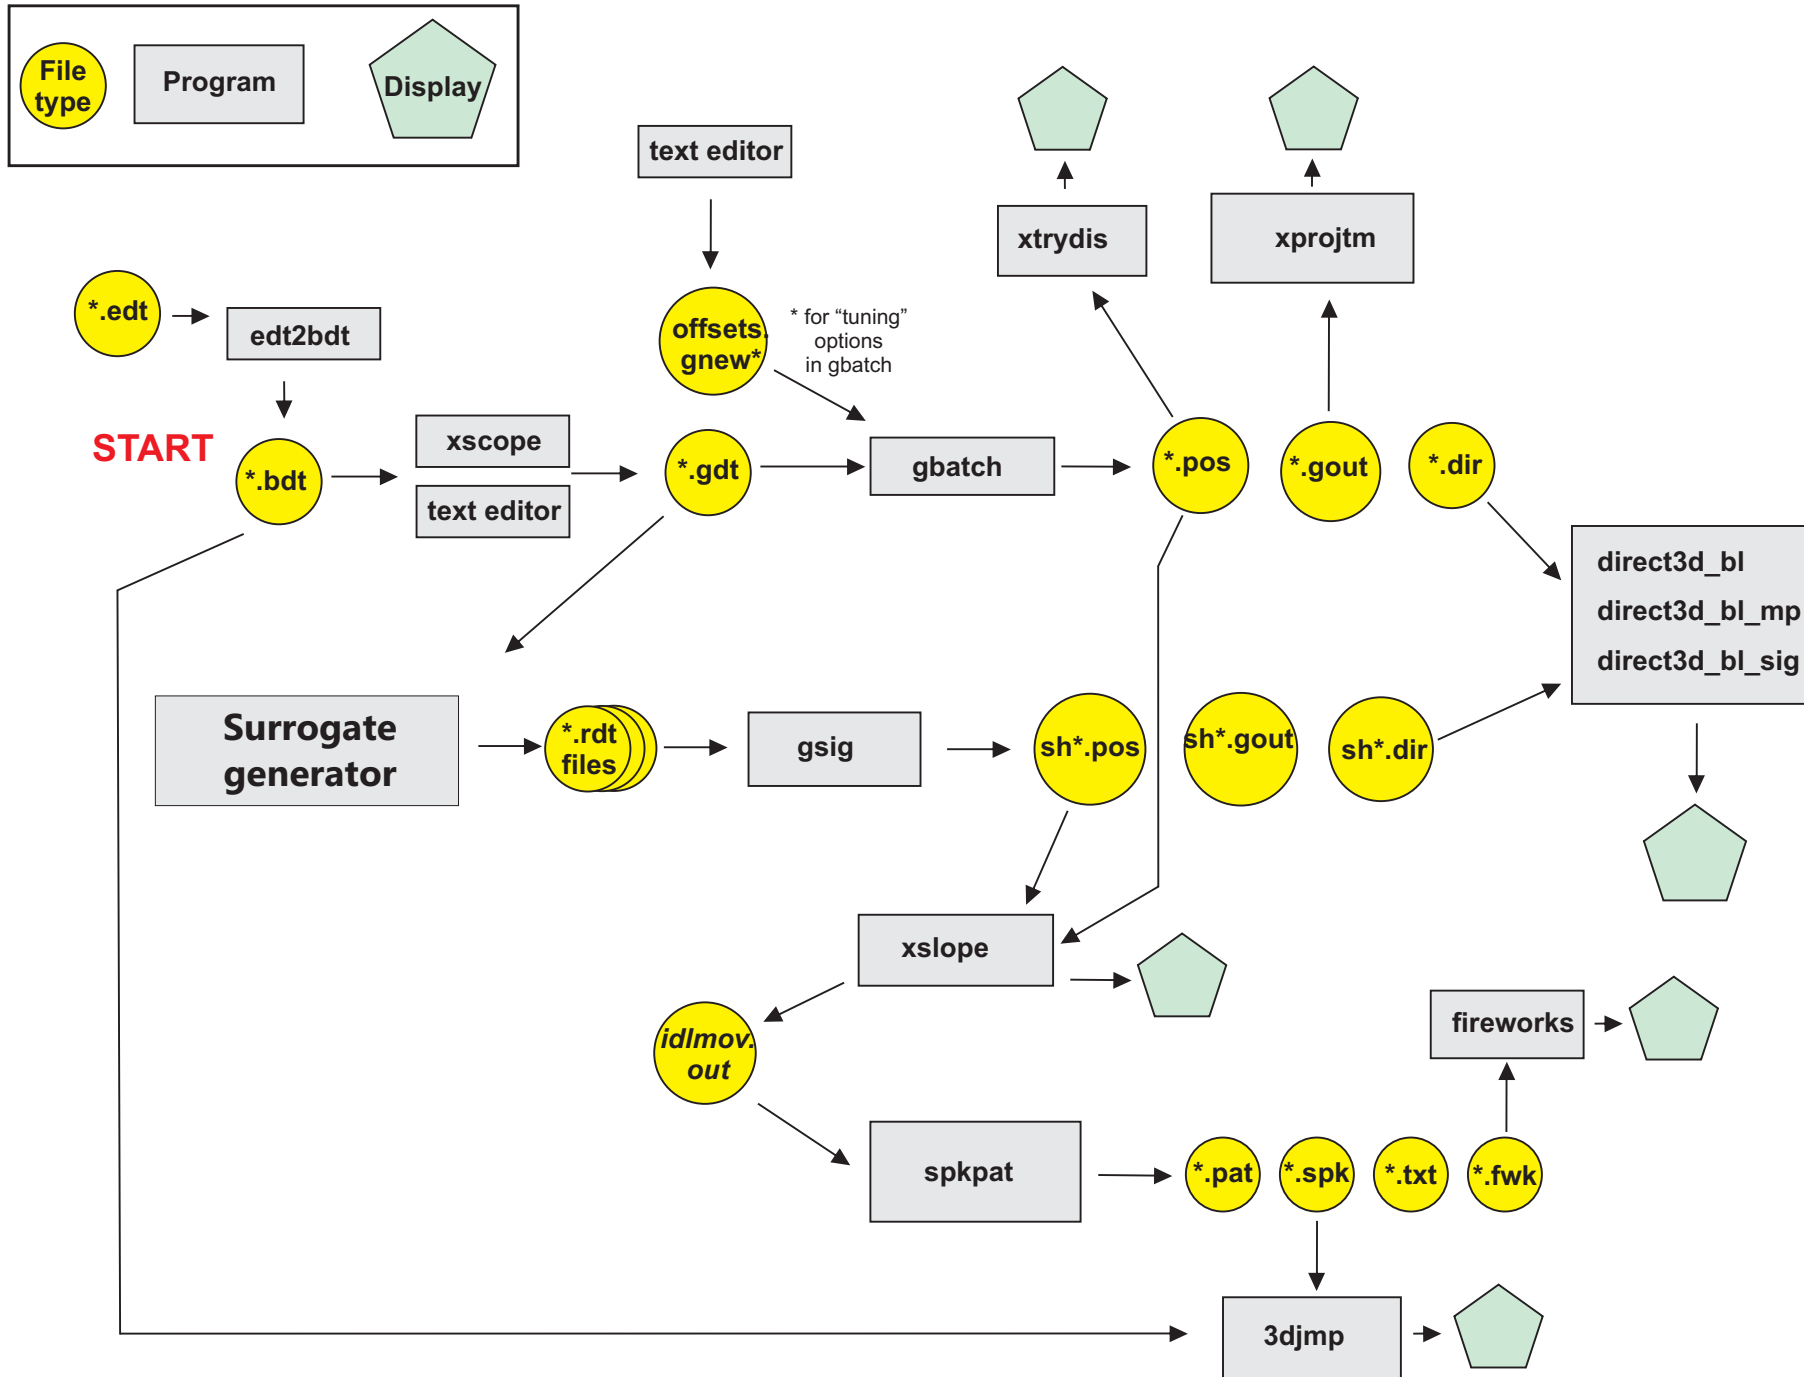 File
type
Program
Display
text editor
xtrydis
xprojtm
*.edt
edt2bdt
offsets.
gnew*
* for “tuning”
options
in gbatch
START
*.bdt
xscope
text editor
*.gdt
gbatch
*.pos
*.gout
*.dir
direct3d_bl
direct3d_bl_mp
direct3d_bl_sig
Surrogate
generator
*.rdt
files
gsig
sh*.pos
sh*.gout
sh*.dir
xslope
idlmov.
out
fireworks
spkpat
*.pat
*.spk
*.txt
*.fwk
3djmp